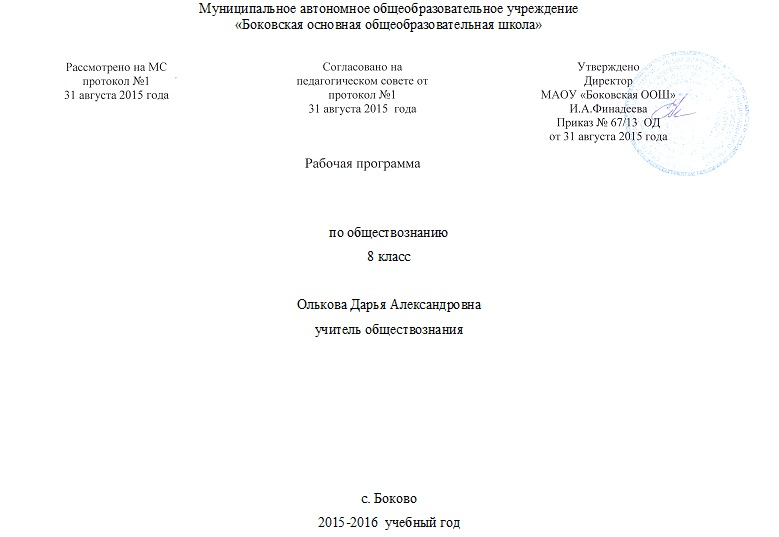 Муниципальное автономное общеобразовательное учреждение
«Боковская основная общеобразовательная школа»
Рассмотрено на МС
протокол №1
31 августа 2015 года
Согласовано на
педагогическом совете от
протокол №1
31 августа 2015 года
Утверждено
Директор
МАОУ «Боковская ООШ»
И.А.Финадеева
Приказ № 67/13 ОД
от 31 августа 2015 года
Рабочая программа
по обществознанию
8 класс
Олькова Дарья Александровна
учитель обществознания
с. Боково
2015-2016 учебный год